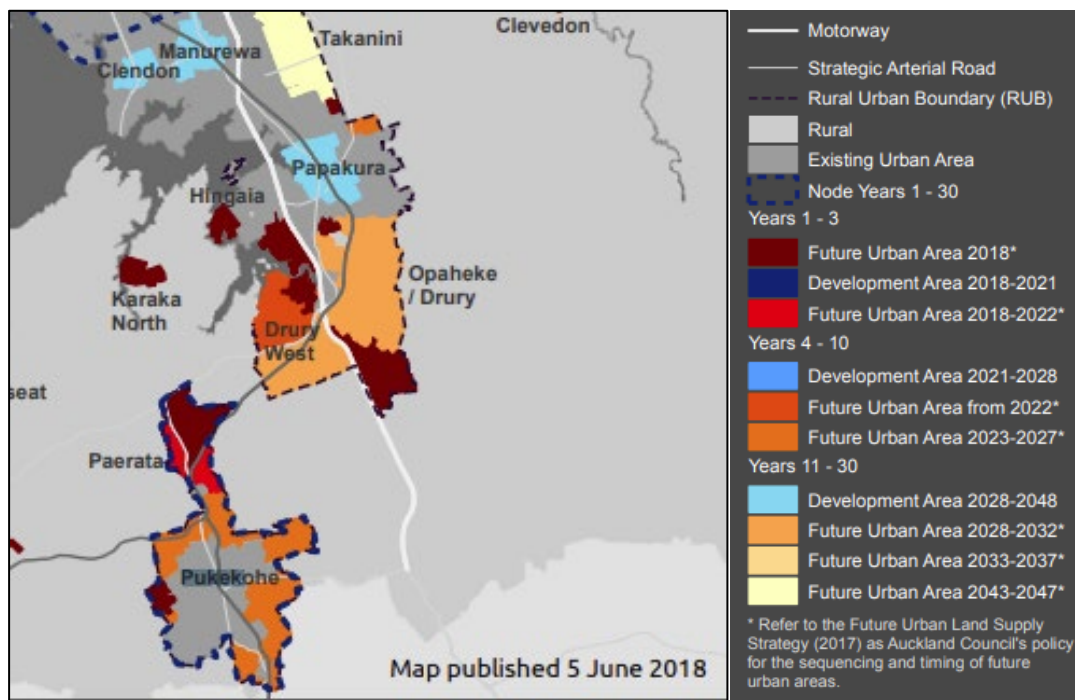 Manurewa
Takanini
Clevedon
Clendon
Papakura
Hingaia
Karaka
North
Opaheke
/ Drury
Drury
West
seat
Paerata
Pukekohe
Map published 5 June 2018
Motorway
Strategic Arterial Road
Rural Urban Boundary (RUB)
Rural
Existing Urban Area
Node Years 1 - 30
Years 1 - 3
Future Urban Area 2018*
Development Area 2018-2021
Future Urban Area 2018-2022*
Years 4 - 10
Development Area 2021-2028
Future Urban Area from 2022*
Future Urban Area 2023-2027*
Years 11 - 30
Development Area 2028-2048
Future Urban Area 2028-2032*
Future Urban Area 2033-2037*
Future Urban Area 2043-2047*
* Refer to the Future Urban Land Supply
Strategy (2017) as Auckland Council's policy
for the sequencing and timing of future
urban areas.